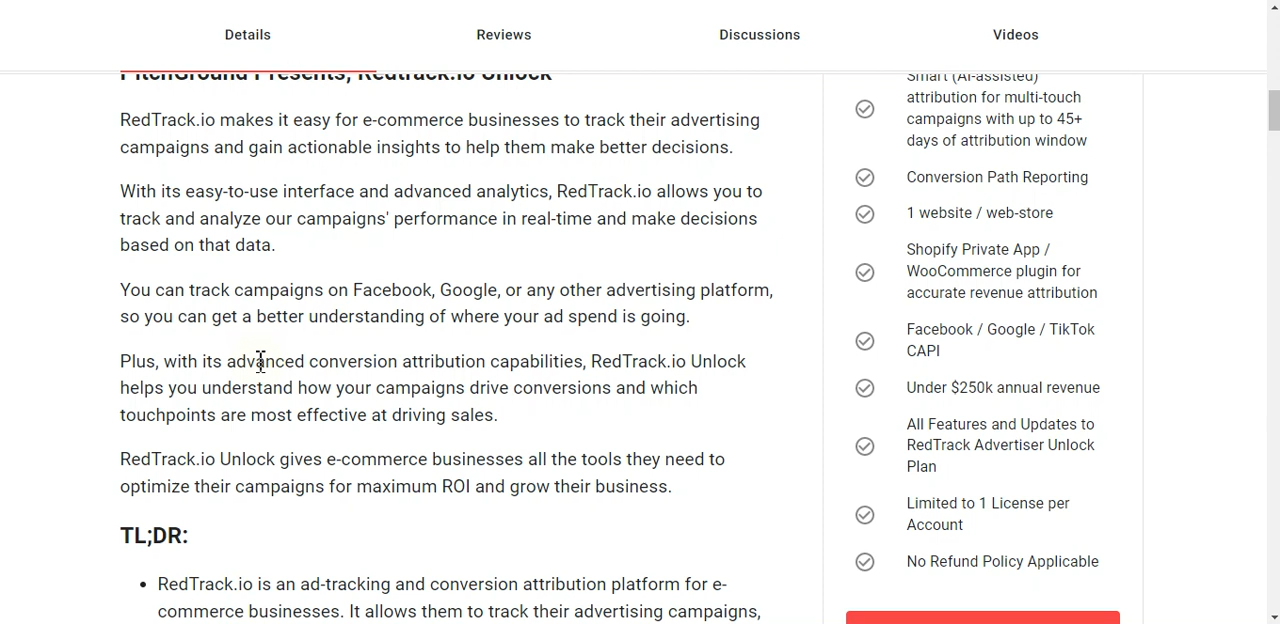 Details
Reviews
Discussions
Videos
PitchGround Presents, Redtrack.io Unlock
RedTrack.io makes it easy for e-commerce businesses to track their advertising
campaigns and gain actionable insights to help them make better decisions.
With its easy-to-use interface and advanced analytics, RedTrack.io allows you to
track and analyze our campaigns' performance in real-time and make decisions
based on that data.
You can track campaigns on Facebook, Google, or any other advertising platform,
so you can get a better understanding of where your ad spend is going.
Plus, with its advanced conversion attribution capabilities, RedTrack.io Unlock
helps you understand how your campaigns drive conversions and which
touchpoints are most effective at driving sales.
RedTrack.io Unlock gives e-commerce businesses all the tools they need to
optimize their campaigns for maximum ROI and grow their business.
TL;DR:
• RedTrack.io is an ad-tracking and conversion attribution platform for e-
commerce businesses. It allows them to track their advertising campaigns,
Smart (AI-assisted)
attribution for multi-touch
campaigns with up to 45+
days of attribution window
Conversion Path Reporting
1 website / web-store
Shopify Private App /
WooCommerce plugin for
accurate revenue attribution
Facebook / Google / TikTok
CAPI
Under $250k annual revenue
All Features and Updates to
RedTrack Advertiser Unlock
Plan
Limited to 1 License per
Account
No Refund Policy Applicable